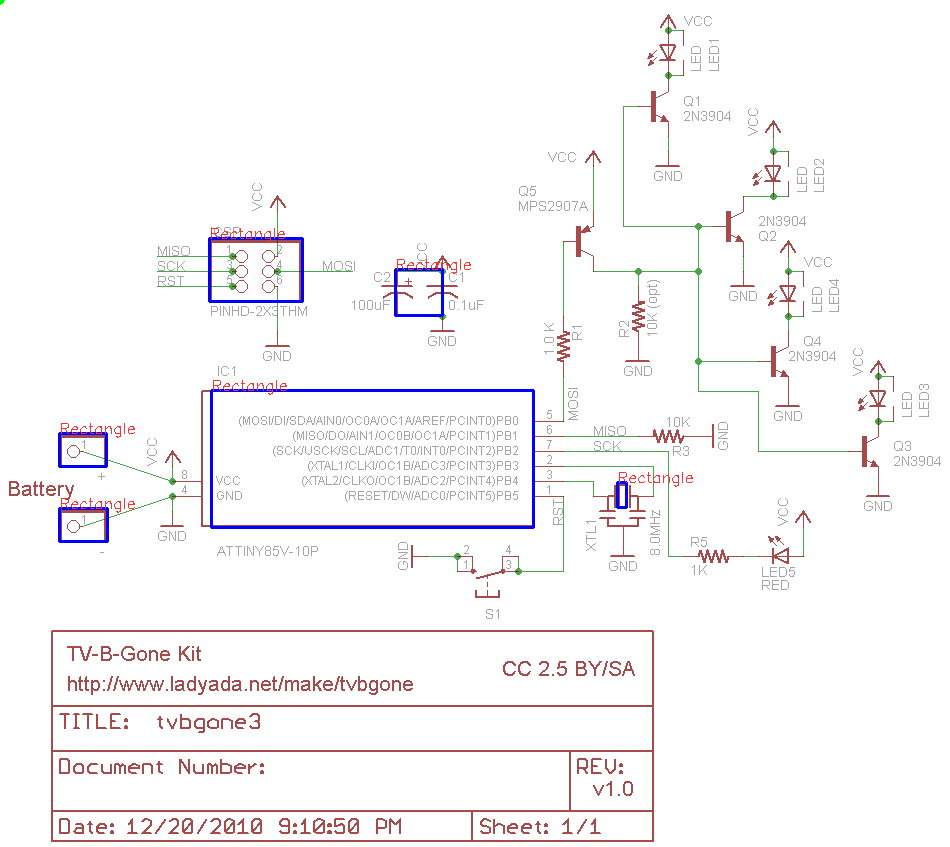 VCC
LED
LED1
Q1
2N3904
GND
VCC
LED
LED2
2N3904
Q2
GND
VCC
Q5
MPS2907A
VCC
LED
LED4
Q4
2N3904
GND
VCC
LED
LED3
Q3
2N3904
GND
R2
10K (opt)
GND
1.0 K
R1
MOSI
VCC
Rectangle
MISO
SCK
RST
1
2
3
4
5
6
MOSI
PINHD-2X3THM
GND
Rectangle
C2
+
C1
100uF
0.1uF
GND
IC1
Rectangle
(MOSI/DI/SDA/AIN0/OC0A/OC1A/AREF/PCINT0)PB0
(MISO/DO/AIN1/OC0B/OC1A/PCINT1)PB1
(SCK/USCK/SCL/ADC1/T0/INT0/PCINT2)PB2
(XTAL1/CLKI/OC1B/ADC3/PCINT3)PB3
(XTAL2/CLKO/OC1B/ADC2/PCINT4)PB4
(RESET/DW/ADC0/PCINT5)PB5
VCC
GND
8
4
5
6
7
2
3
1
ATTINY85V-10P
Rectangle
1
+
Battery
Rectangle
1
-
VCC
GND
MISO
SCK
10K
R3
GND
Rectangle
XTL1
8.0MHz
GND
RST
GND
2
1
4
3
S1
R5
1K
VCC
LED5
RED
TV-B-Gone Kit
http://www.ladyada.net/make/tvbgone
CC 2.5 BY/SA
TITLE: tvbgone3
Document Number:
REV:
v1.0
Date: 12/20/2010 9:10:50 PM
Sheet: 1/1